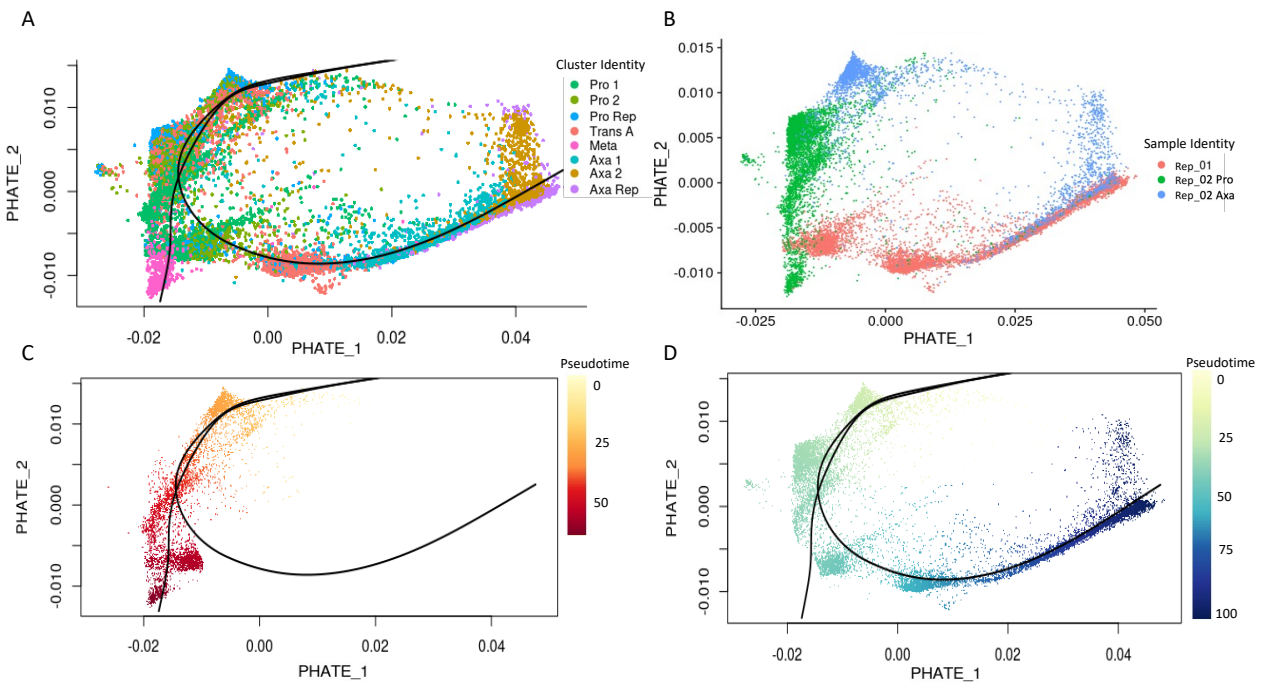 A
B
Cluster Identity
Pro 1
Pro 2
Pro Rep
Trans A
Meta
Axa 1
Axa 2
Axa Rep
0.010
0.000
-0.010
PHATE_2
-0.02
0.00
0.02
0.04
PHATE_1
0.015
0.010
0.005
0.000
-0.005
-0.010
PHATE_2
-0.025
0.000
0.025
0.050
PHATE_1
Sample Identity
Rep_01
Rep_02 Pro
Rep_02 Axa
C
D
Pseudotime
0
25
50
0.010
0.000
-0.010
PHATE_2
-0.02
0.00
0.02
0.04
PHATE_1
Pseudotime
0
25
50
75
100
0.010
0.000
-0.010
PHATE_2
-0.02
0.00
0.02
0.04
PHATE_1